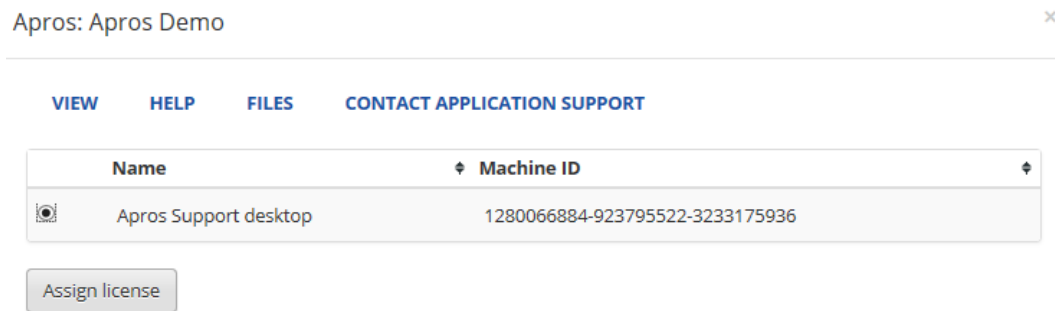 Apros: Apros Demo
VIEW HELP FILES CONTACT APPLICATION SUPPORT
Name Machine ID
Apros Support desktop 1280066884-923795522-3233175936
Assign license